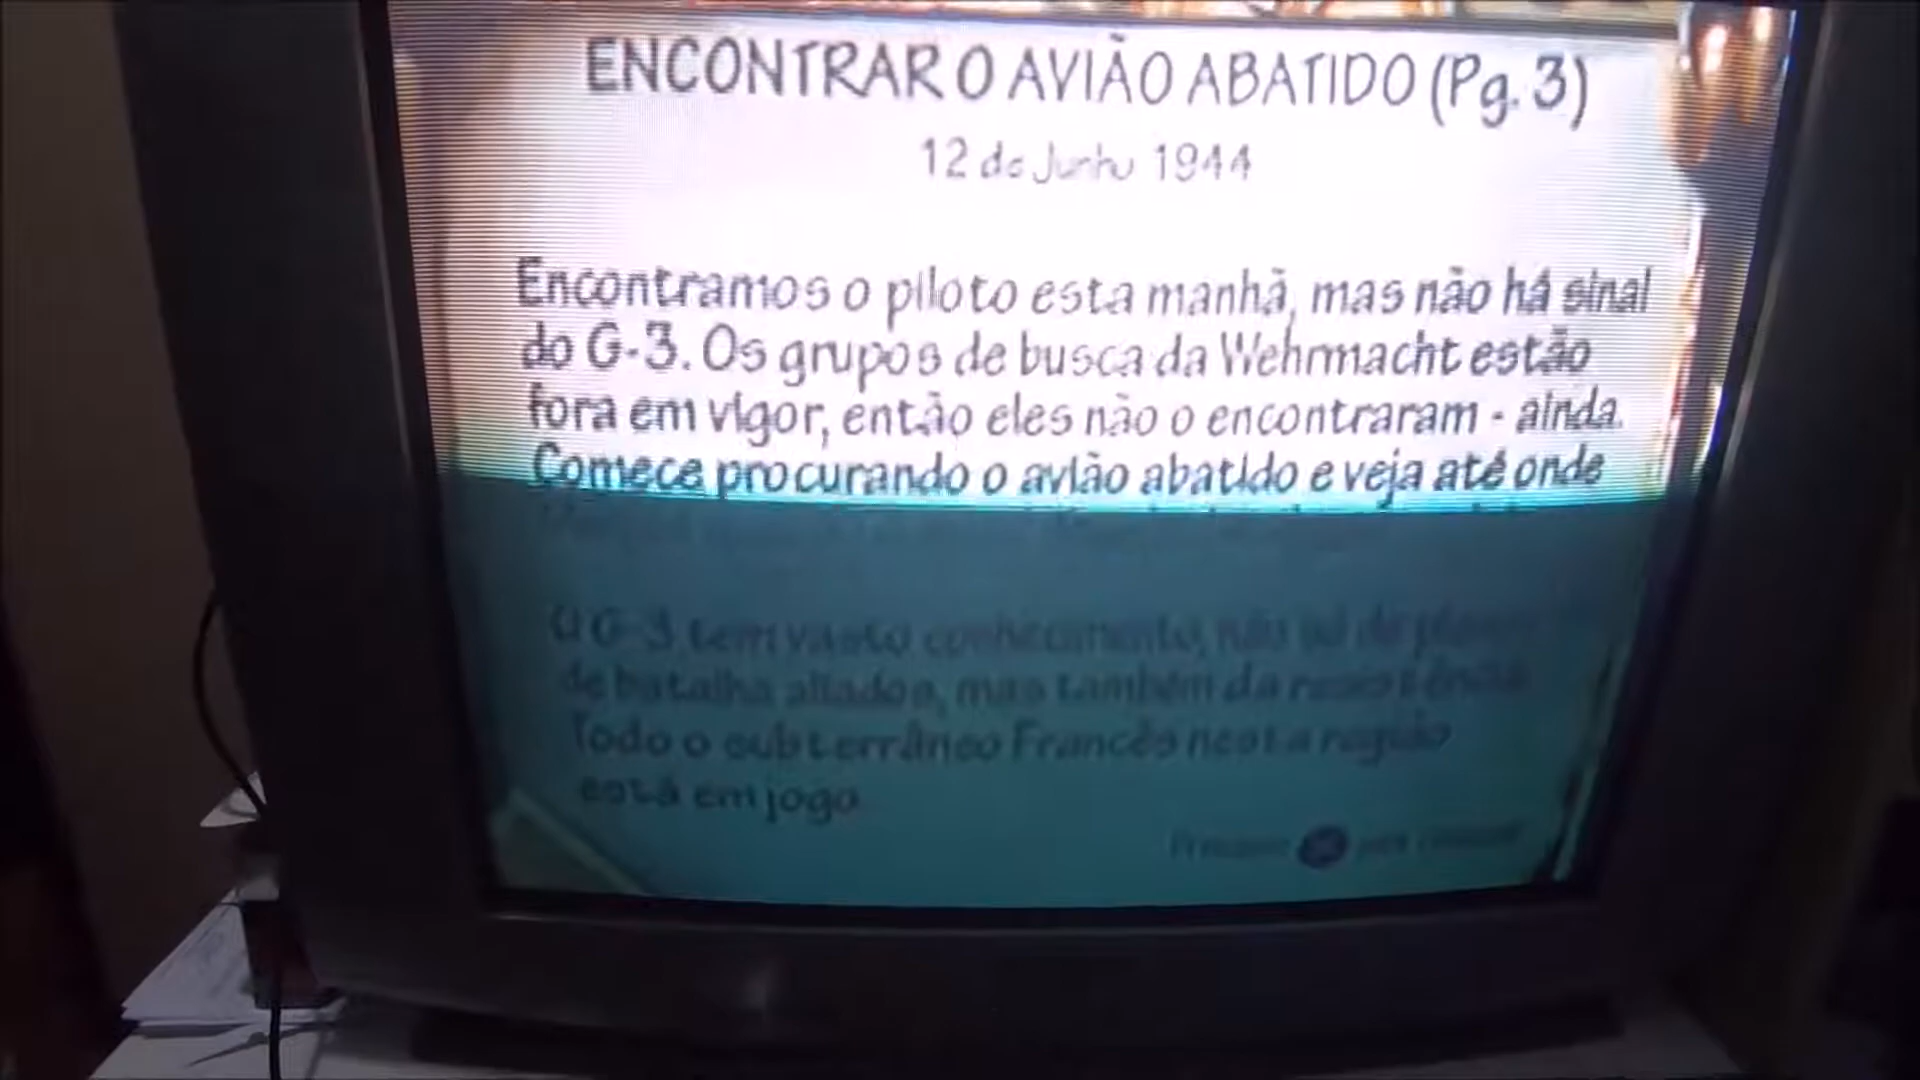 ENCONTRAR O AVIÃO ABATIDO (Pg. 3)
12 de Junho 1944
Encontramos o piloto esta manhã, mas não há sinal
do G-3. Os grupos de busca da Wehrmacht estão
fora em vigor, então eles não o encontraram - ainda.
Comece procurando o avião abatido e veja até onde
O G-3 tem vasto conhecimento, não só de
de batalha aliados, mas também da resistência
Todo o subterrâneo Francês nesta região
está em jogo